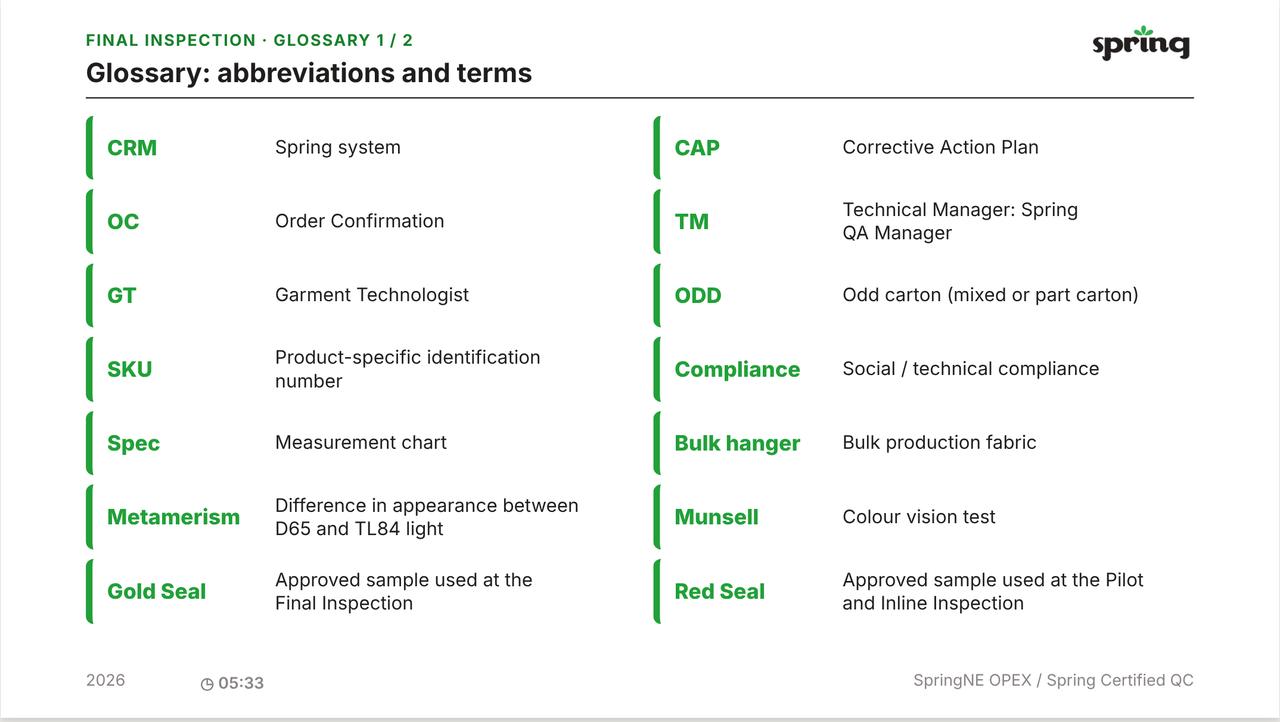 FINAL INSPECTION · GLOSSARY 1 / 2
spring
Glossary: abbreviations and terms
CRM
Spring system
OC
Order Confirmation
GT
Garment Technologist
SKU
Product-specific identification
number
Spec
Measurement chart
Metamerism
Difference in appearance between
D65 and TL84 light
Gold Seal
Approved sample used at the
Final Inspection
CAP
Corrective Action Plan
TM
Technical Manager: Spring
QA Manager
ODD
Odd carton (mixed or part carton)
Compliance
Social / technical compliance
Bulk hanger
Bulk production fabric
Munsell
Colour vision test
Red Seal
Approved sample used at the Pilot
and Inline Inspection
2026
05:33
SpringNE OPEX / Spring Certified QC